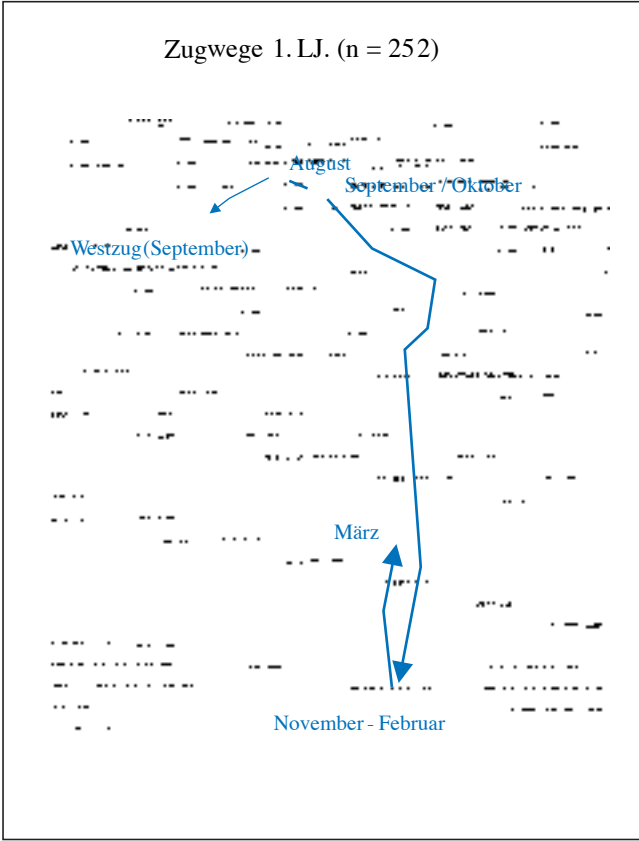 Zugwege 1. LJ. (n = 252)
August
September / Oktober
Westzug (September)
März
November - Februar